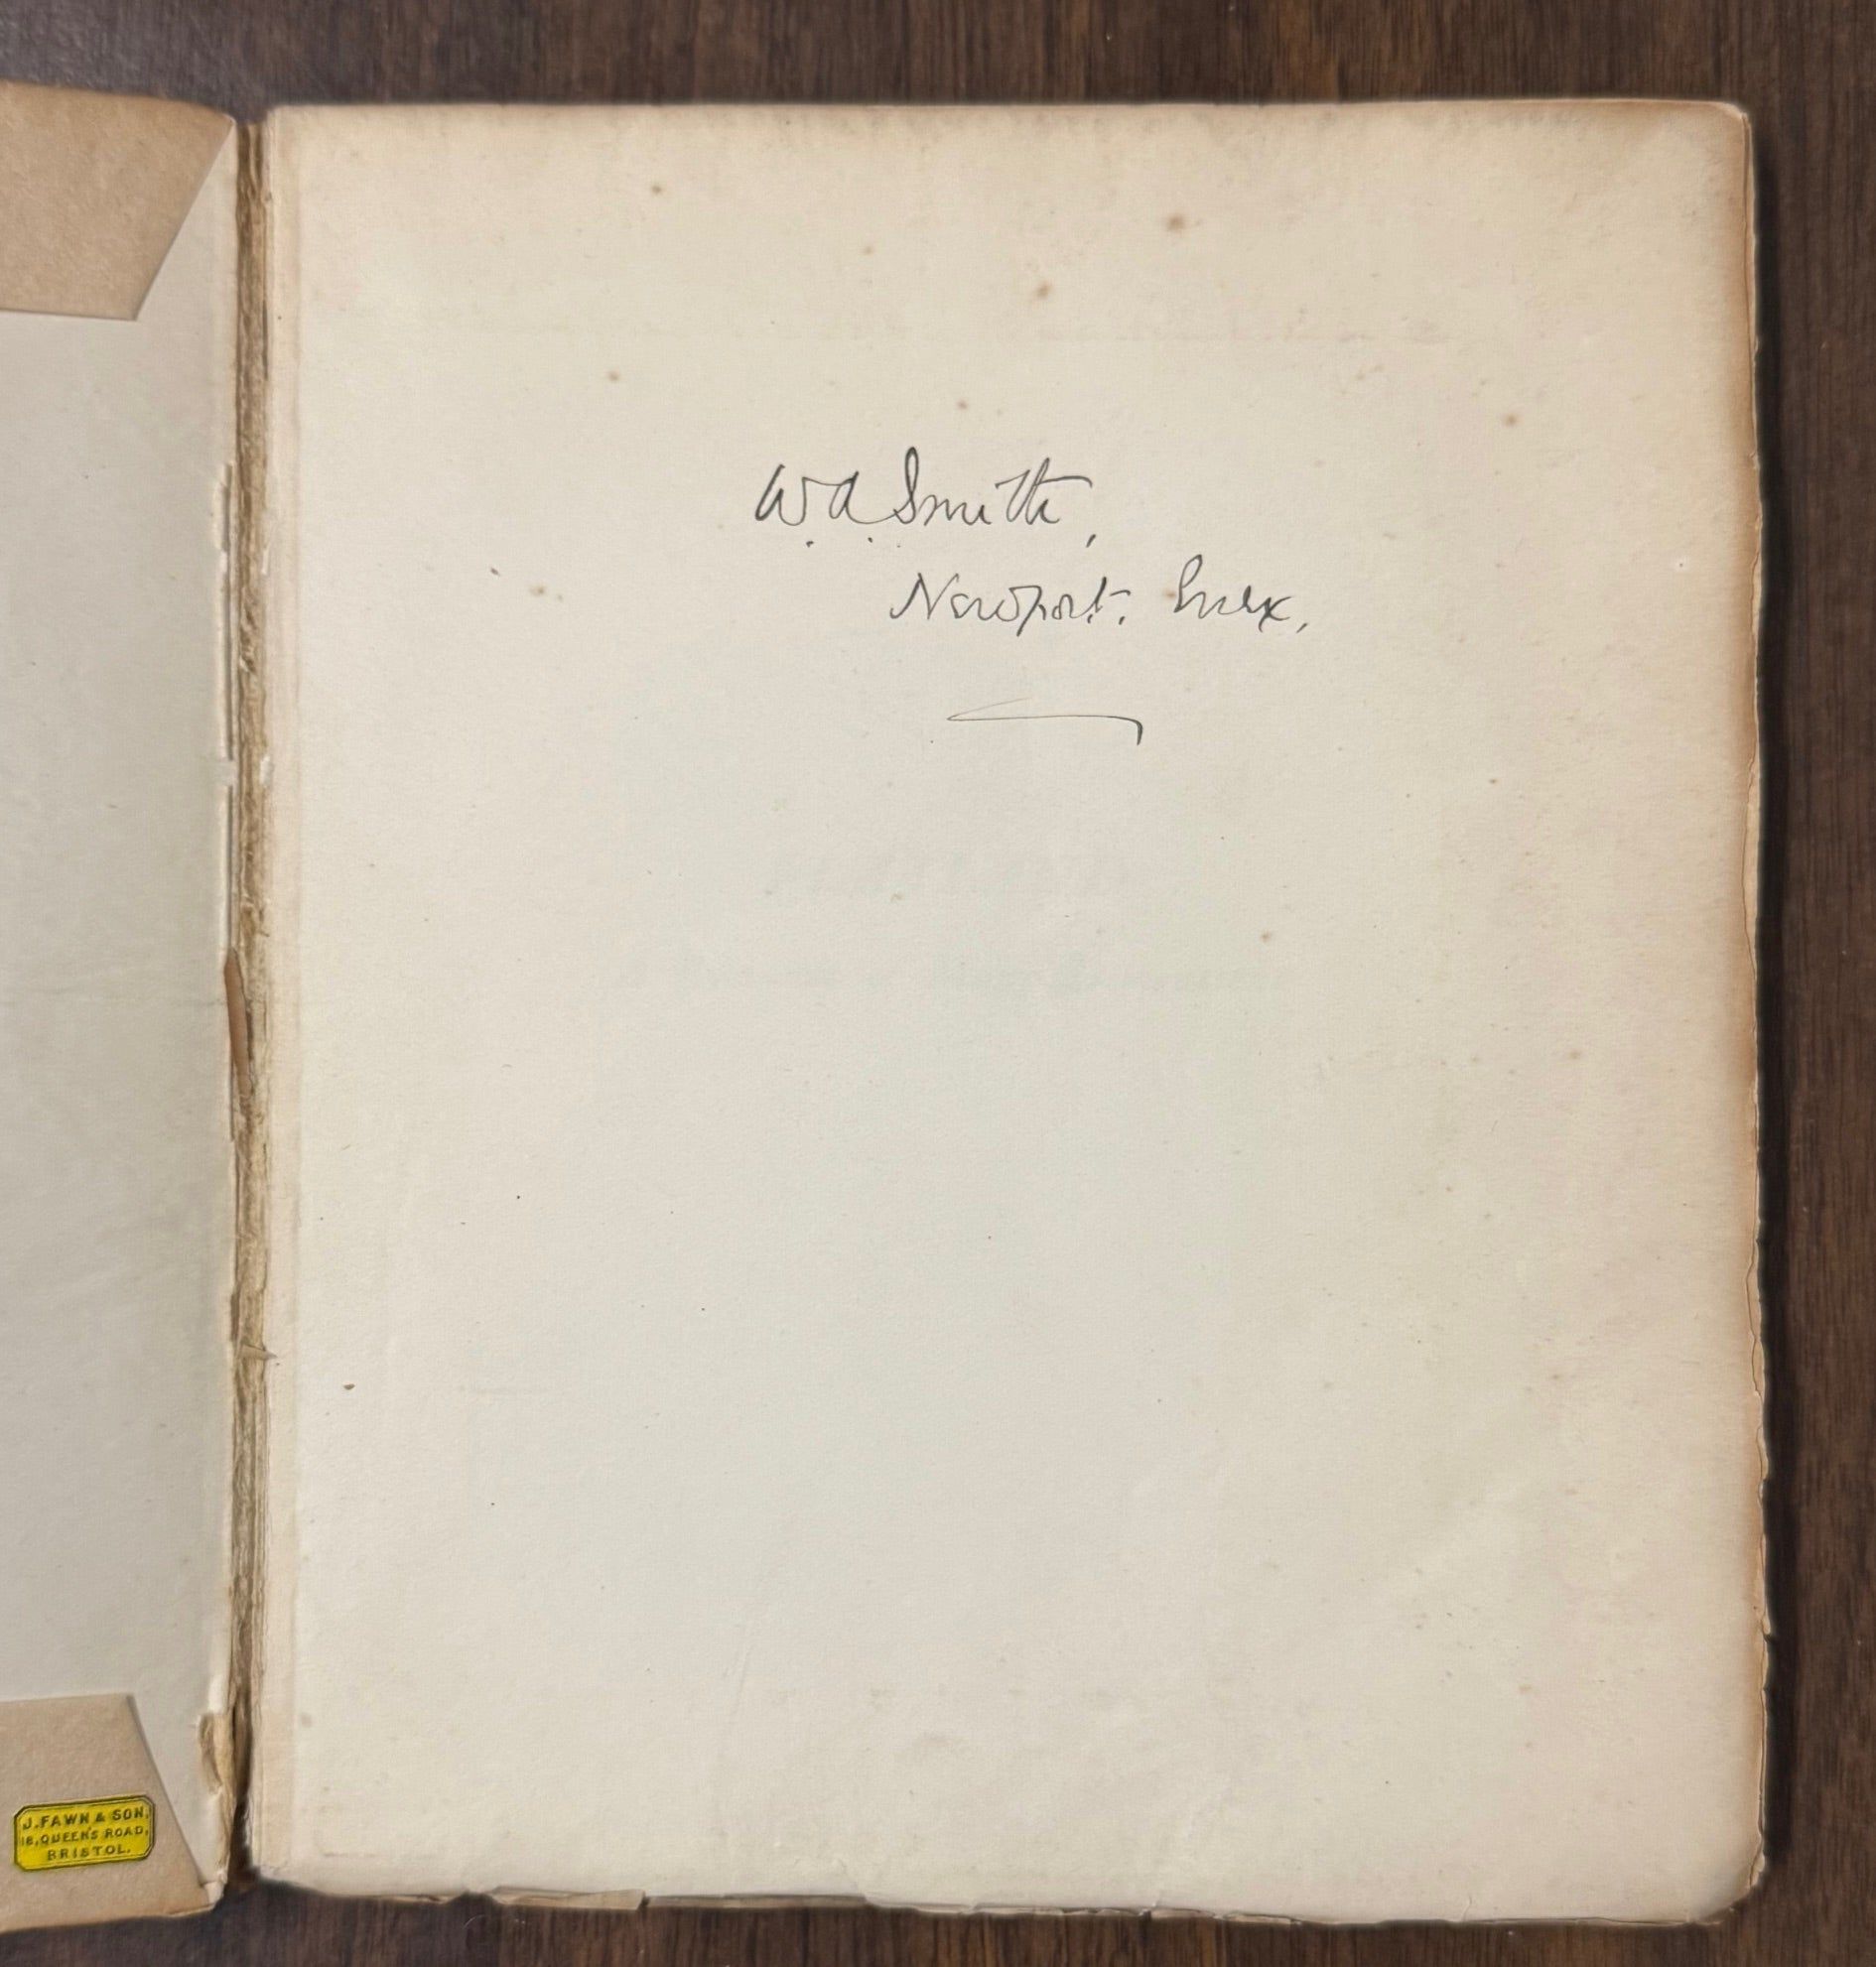 W. A. Smith,
Newport. Essex,
J. FAWN & SON,
18, QUEEN'S ROAD,
BRISTOL.